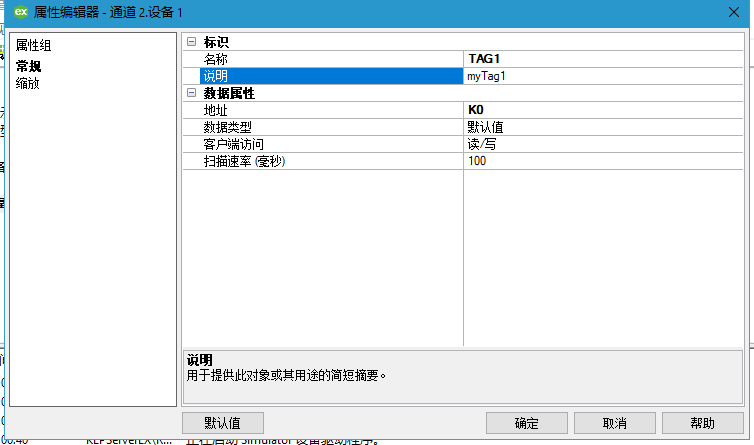 ex 属性编辑器 - 通道 2.设备 1
属性组
常规
缩放
标识
名称 TAG1
说明 myTag1
数据属性
地址 K0
数据类型 默认值
客户端访问 读/写
扫描速率 (毫秒) 100
说明
用于提供此对象或其用途的简短摘要。
默认值 确定 取消 帮助
KEPServerEX\R... 正在启动 Simulator 设备驱动程序。